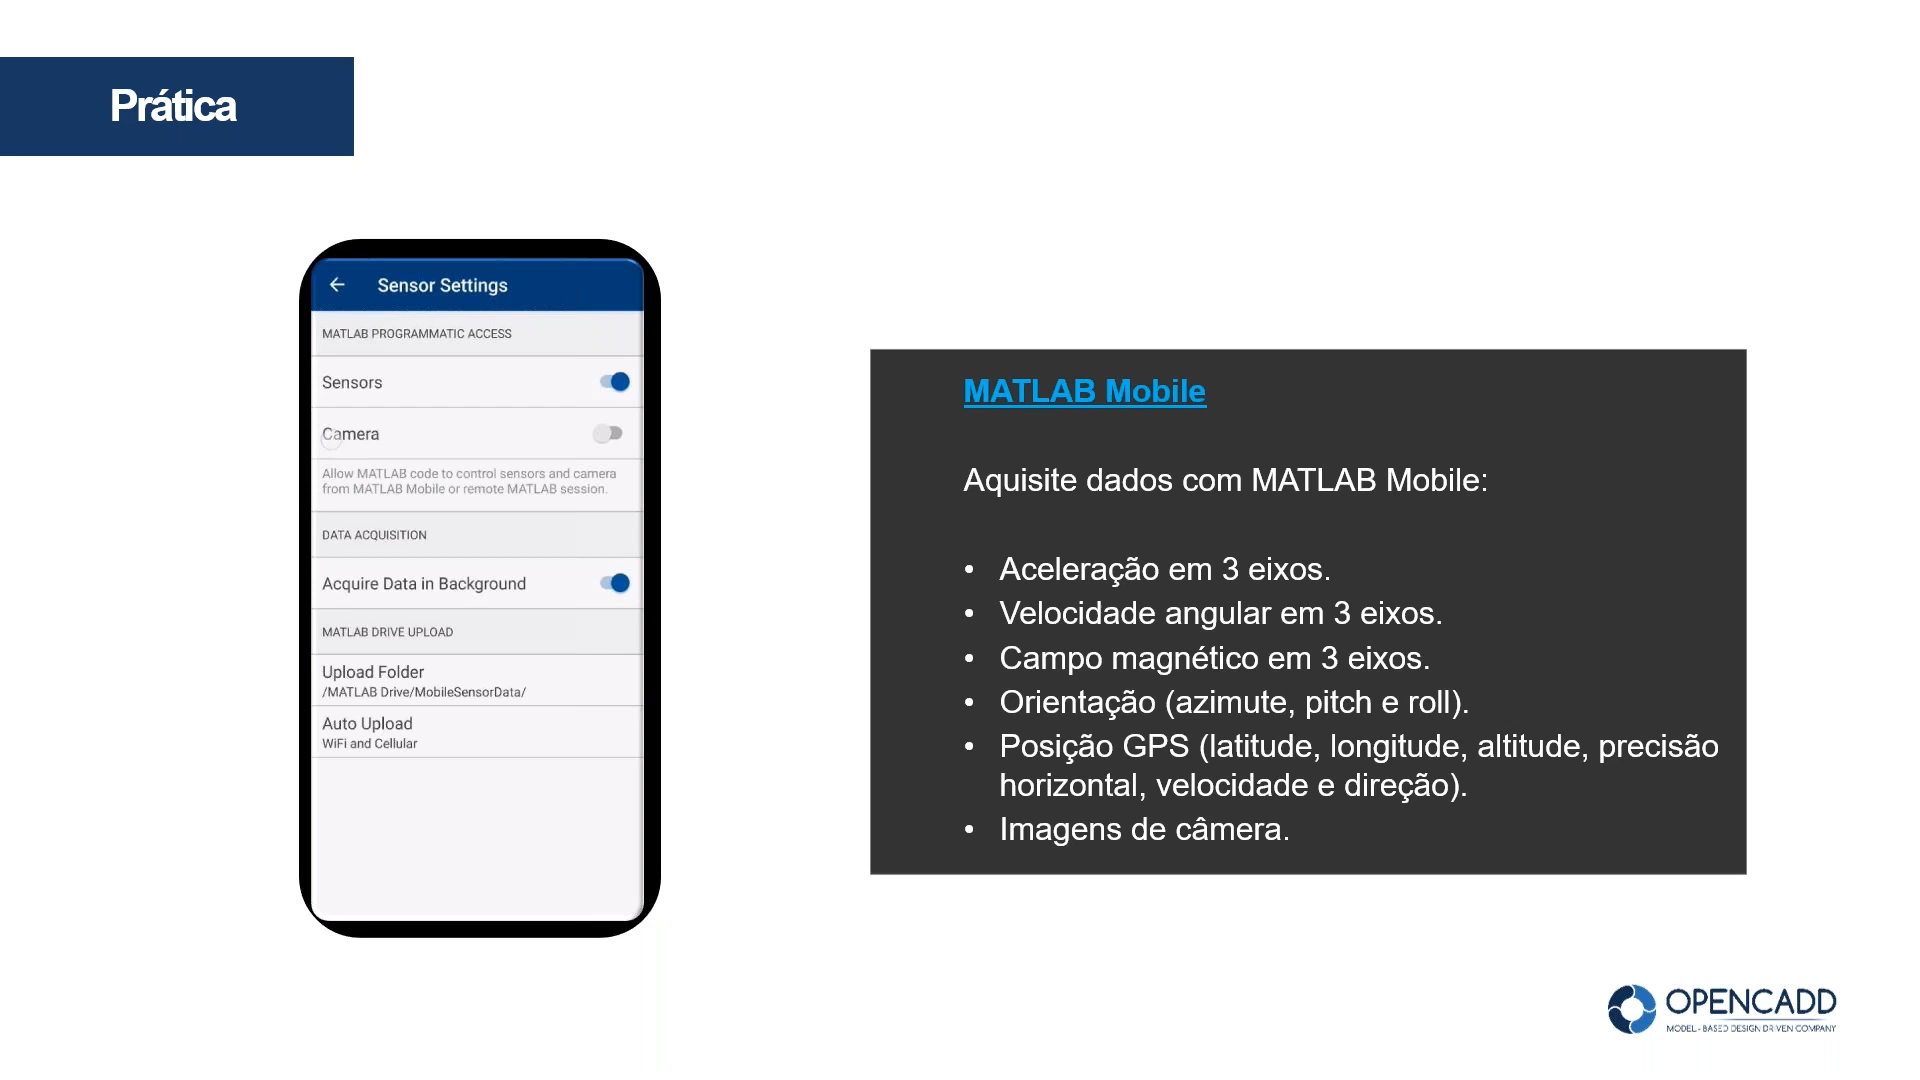 Prática
Sensor Settings
MATLAB PROGRAMMATIC ACCESS
Sensors
Camera
Allow MATLAB code to control sensors and camera
from MATLAB Mobile or remote MATLAB session.
DATA ACQUISITION
Acquire Data in Background
MATLAB DRIVE UPLOAD
Upload Folder
/MATLAB Drive/MobileSensorData/
Auto Upload
WiFi and Cellular
MATLAB Mobile
Aquisite dados com MATLAB Mobile:
• Aceleração em 3 eixos.
• Velocidade angular em 3 eixos.
• Campo magnético em 3 eixos.
• Orientação (azimute, pitch e roll).
• Posição GPS (latitude, longitude, altitude, precisão
horizontal, velocidade e direção).
• Imagens de câmera.
OPENCADD
MODEL-BASED DESIGN DRIVEN COMPANY